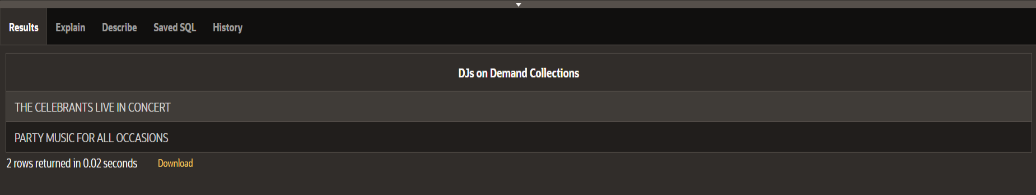 Results Explain Describe Saved SQL History
DJs on Demand Collections
THE CELEBRANTS LIVE IN CONCERT
PARTY MUSIC FOR ALL OCCASIONS
2 rows returned in 0.02 seconds Download